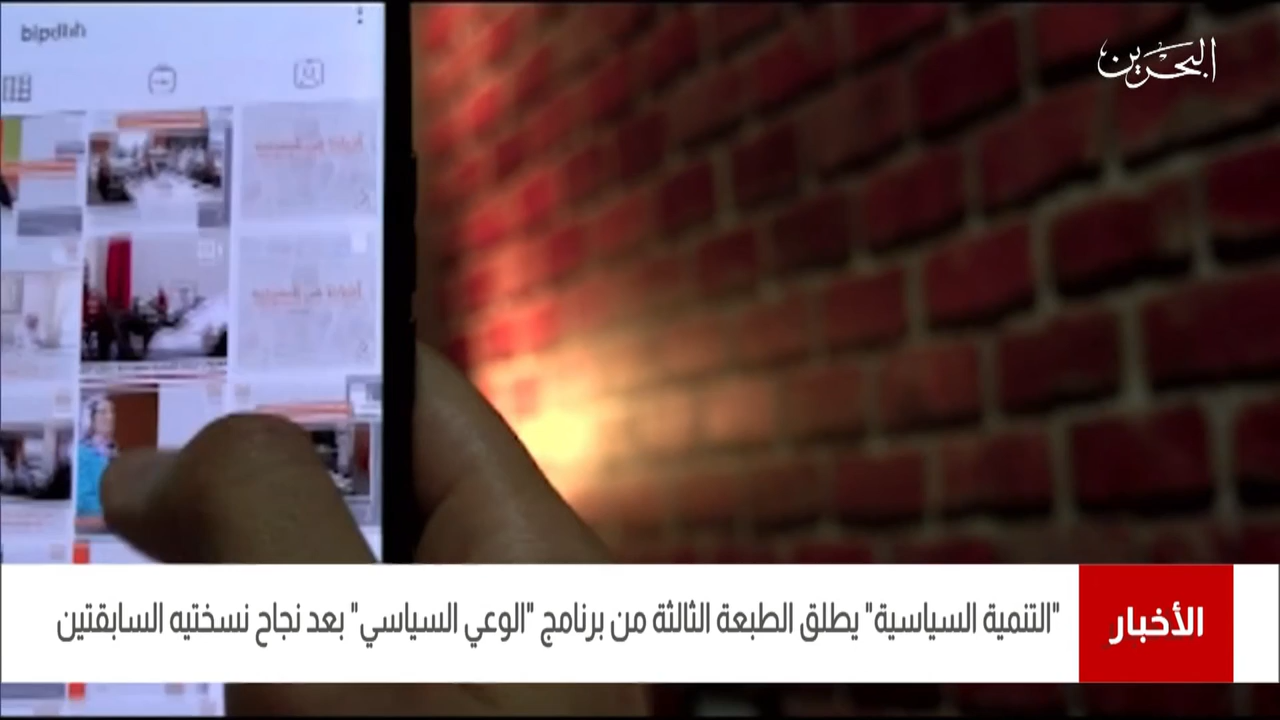 bipdbh
البحرين
الأخبار
"التنمية السياسية" يطلق الطبعة الثالثة من برنامج "الوعي السياسي" بعد نجاح نسختيه السابقتين